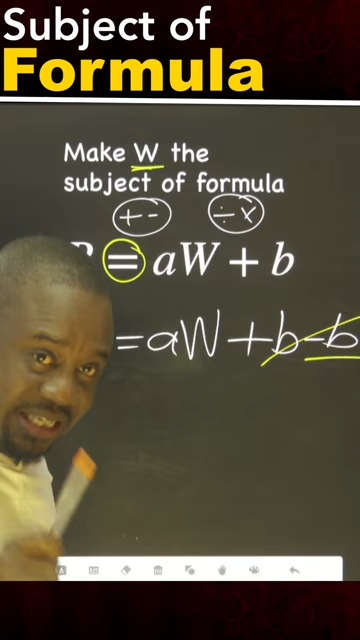 Subject of
Formula
Make W the
subject of formula
+ - ÷ ×
= aW + b
= aW + b - b